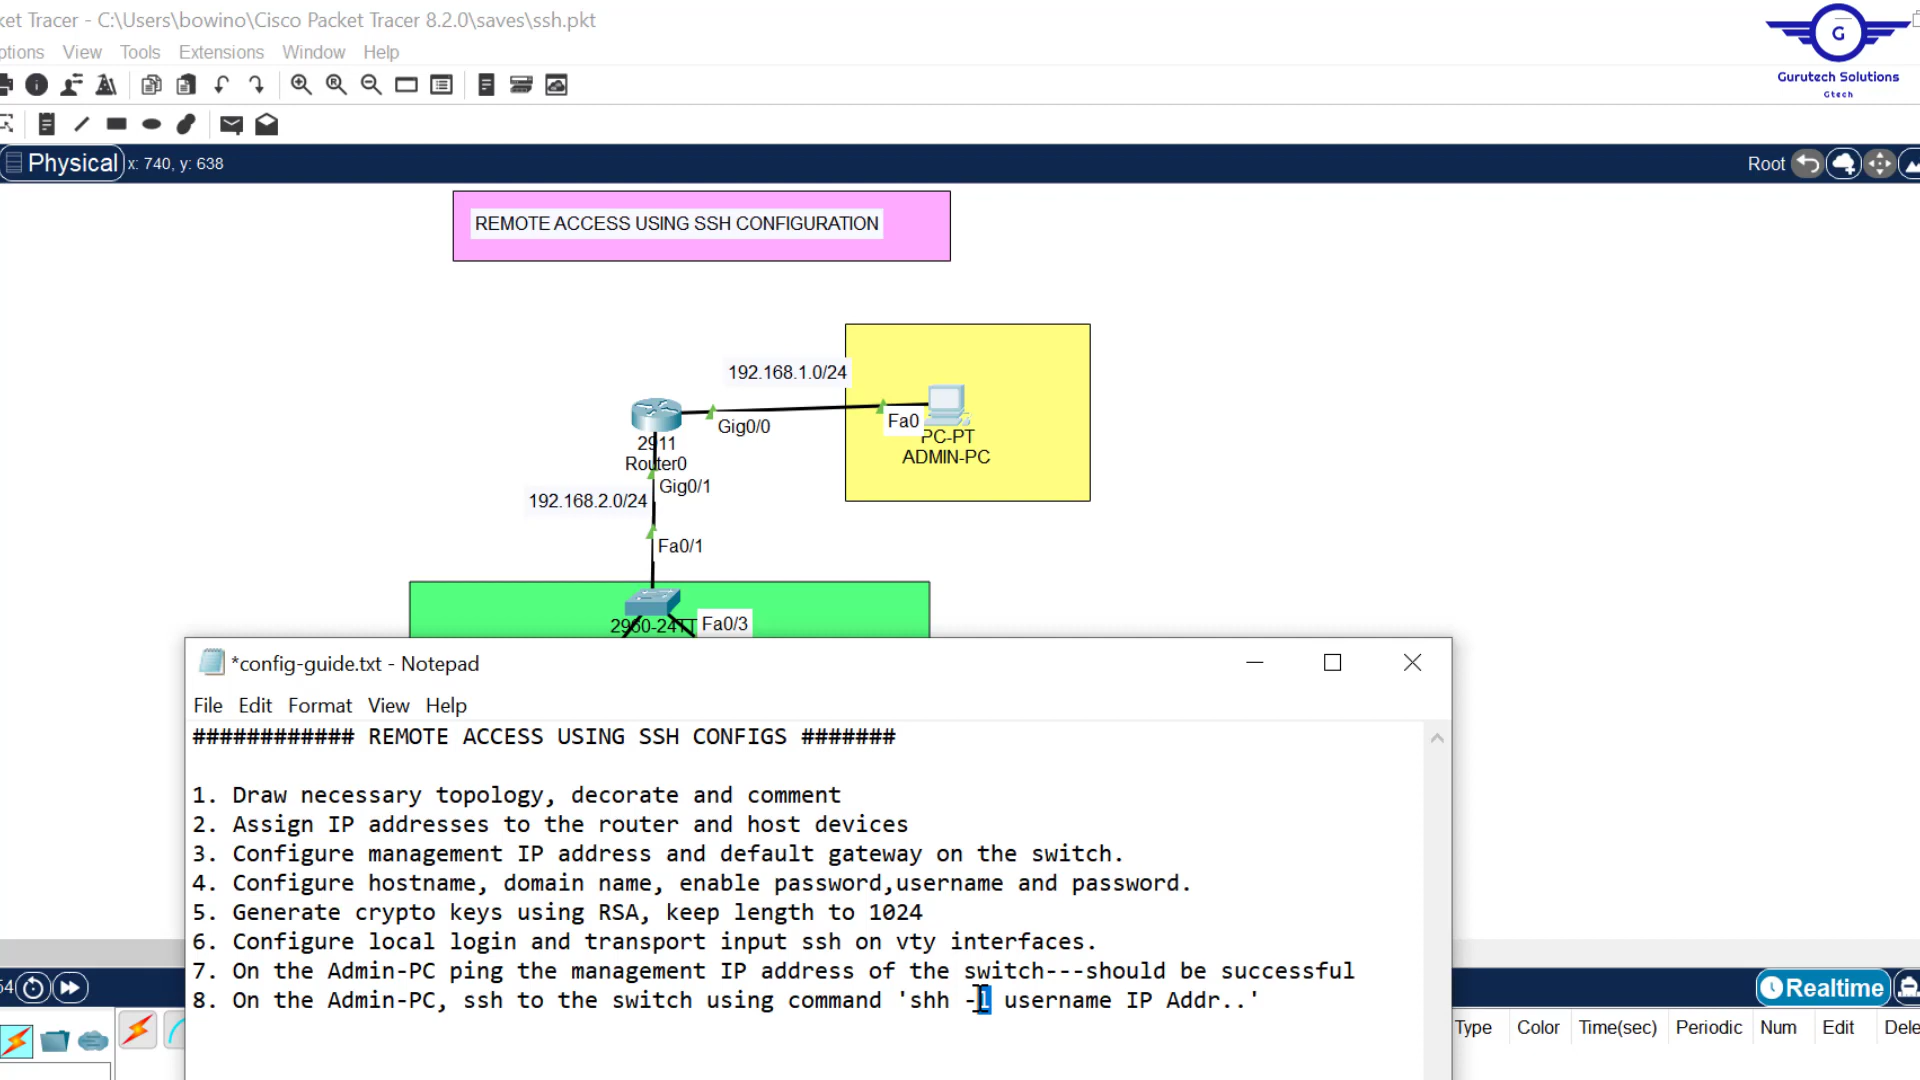 ket Tracer - C:\Users\bowino\Cisco Packet Tracer 8.2.0\saves\ssh.pkt
ptions View Tools Extensions Window Help
G
Gurutech Solutions
Gtech
Physical x: 740, y: 638
Root
REMOTE ACCESS USING SSH CONFIGURATION
192.168.1.0/24
Gig0/0
Fa0
2911
Router0
PC-PT
ADMIN-PC
Gig0/1
192.168.2.0/24
Fa0/1
2960-24TT
Fa0/3
*config-guide.txt - Notepad
File Edit Format View Help
############ REMOTE ACCESS USING SSH CONFIGS #######
1. Draw necessary topology, decorate and comment
2. Assign IP addresses to the router and host devices
3. Configure management IP address and default gateway on the switch.
4. Configure hostname, domain name, enable password,username and password.
5. Generate crypto keys using RSA, keep length to 1024
6. Configure local login and transport input ssh on vty interfaces.
7. On the Admin-PC ping the management IP address of the switch---should be successful
8. On the Admin-PC, ssh to the switch using command 'shh -l username IP Addr..'
54
Realtime
Type Color Time(sec) Periodic Num Edit Dele